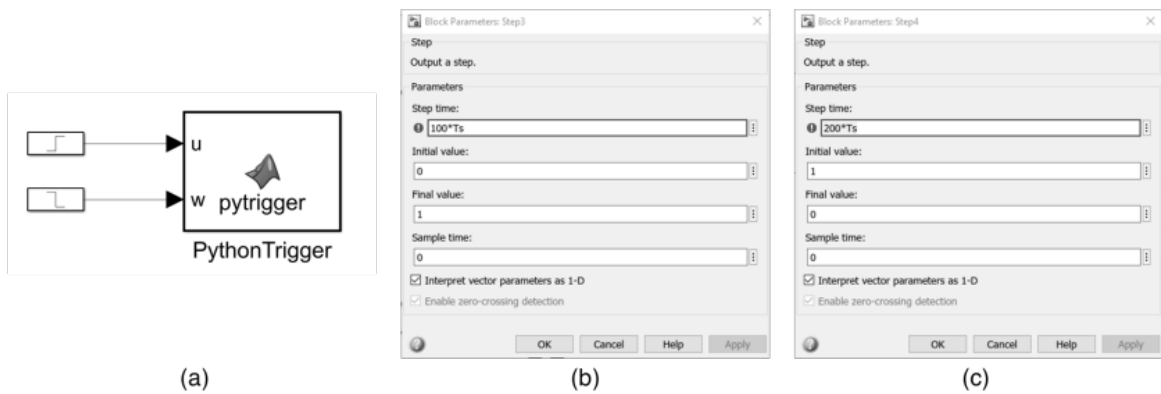 u
w
pytrigger
PythonTrigger
(a)
Block Parameters: Step3
Step
Output a step.
Parameters
Step time:
100*Ts
Initial value:
0
Final value:
1
Sample time:
0
Interpret vector parameters as 1-D
Enable zero-crossing detection
OK Cancel Help Apply
(b)
Block Parameters: Step4
Step
Output a step.
Parameters
Step time:
200*Ts
Initial value:
1
Final value:
0
Sample time:
0
Interpret vector parameters as 1-D
Enable zero-crossing detection
OK Cancel Help Apply
(c)